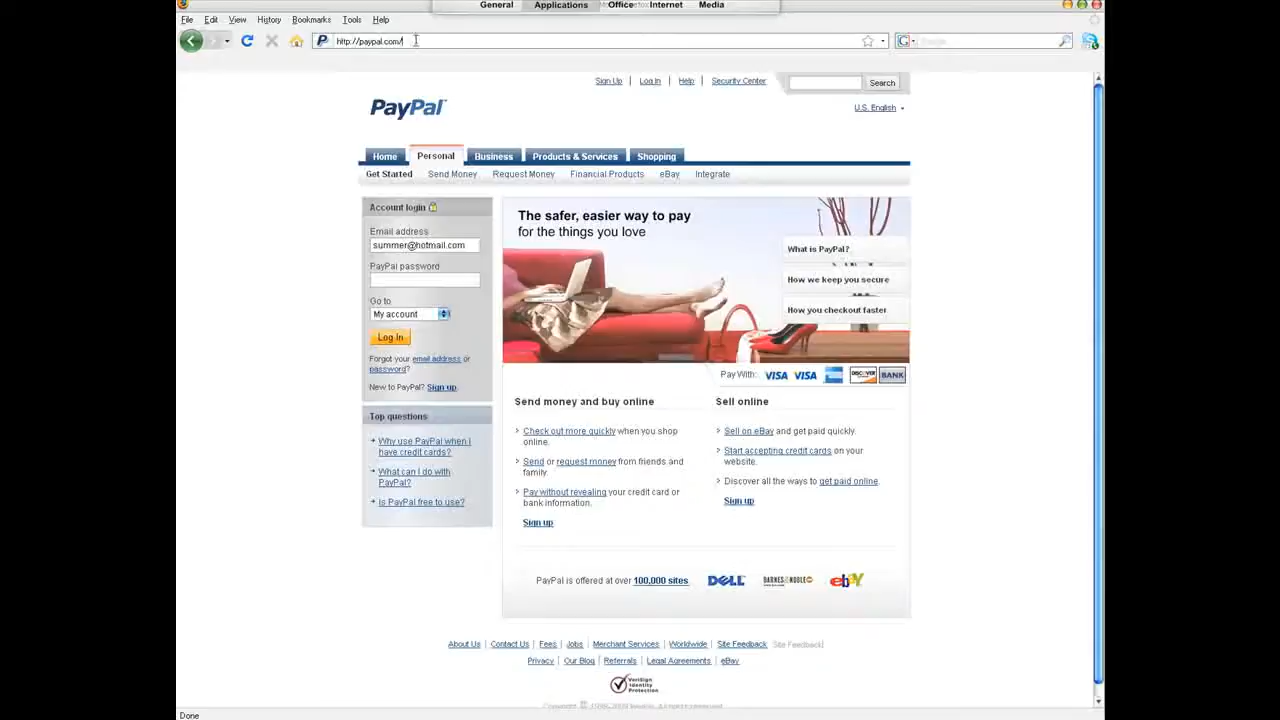 General Applications Office Internet Media
File Edit View History Bookmarks Tools Help
http://paypal.com/
Sign Up | Log In | Help | Security Center
Search
PayPal
U.S. English
Home Personal Business Products & Services Shopping
Get Started Send Money Request Money Financial Products eBay Integrate
Account login
Email address
summer@hotmail.com
PayPal password
Go to
My account
Log In
Forgot your email address or
password?
New to PayPal? Sign up.
Top questions
Why use PayPal when I
have credit cards?
What can I do with
PayPal?
Is PayPal free to use?
The safer, easier way to pay
for the things you love
What is PayPal?
How we keep you secure
How you checkout faster
Pay With: VISA VISA DISCOVER BANK
Send money and buy online
Check out more quickly when you shop
online.
Send or request money from friends and
family.
Pay without revealing your credit card or
bank information.
Sign up
Sell online
Sell on eBay and get paid quickly.
Start accepting credit cards on your
website.
Discover all the ways to get paid online.
Sign up
PayPal is offered at over 100,000 sites DELL BARNES&NOBLE ebY
About Us | Contact Us | Fees | Jobs | Merchant Services | Worldwide | Site Feedback Site Feedback]
Privacy | Our Blog | Referrals | Legal Agreements | eBay
VeriSign
Identity
Protection
Done